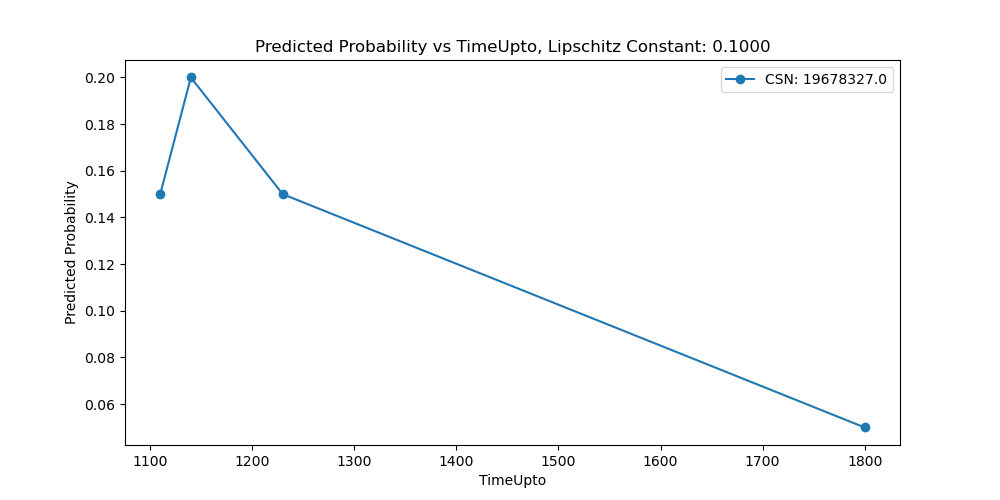 Predicted Probability vs TimeUpto, Lipschitz Constant: 0.1000
CSN: 19678327.0
Predicted Probability
0.20
0.18
0.16
0.14
0.12
0.10
0.08
0.06
1100 1200 1300 1400 1500 1600 1700 1800
TimeUpto